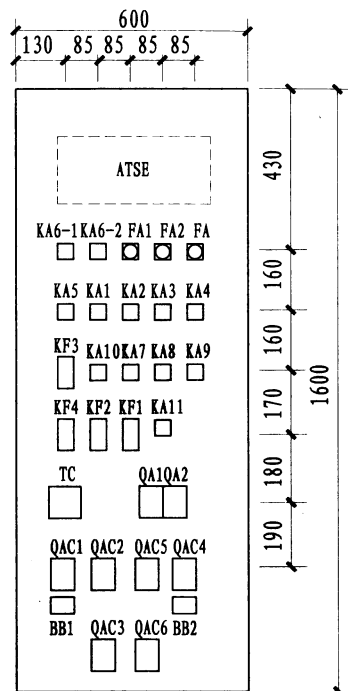 600
130 85 85 85 85
ATSE
430
KA6-1 KA6-2 FA1 FA2 FA
160
KA5 KA1 KA2 KA3 KA4
160
KF3 KA10 KA7 KA8 KA9
1600
170
KF4 KF2 KF1 KA11
180
TC QA1 QA2
190
QAC1 QAC2 QAC5 QAC4
BB1 QAC3 QAC6 BB2